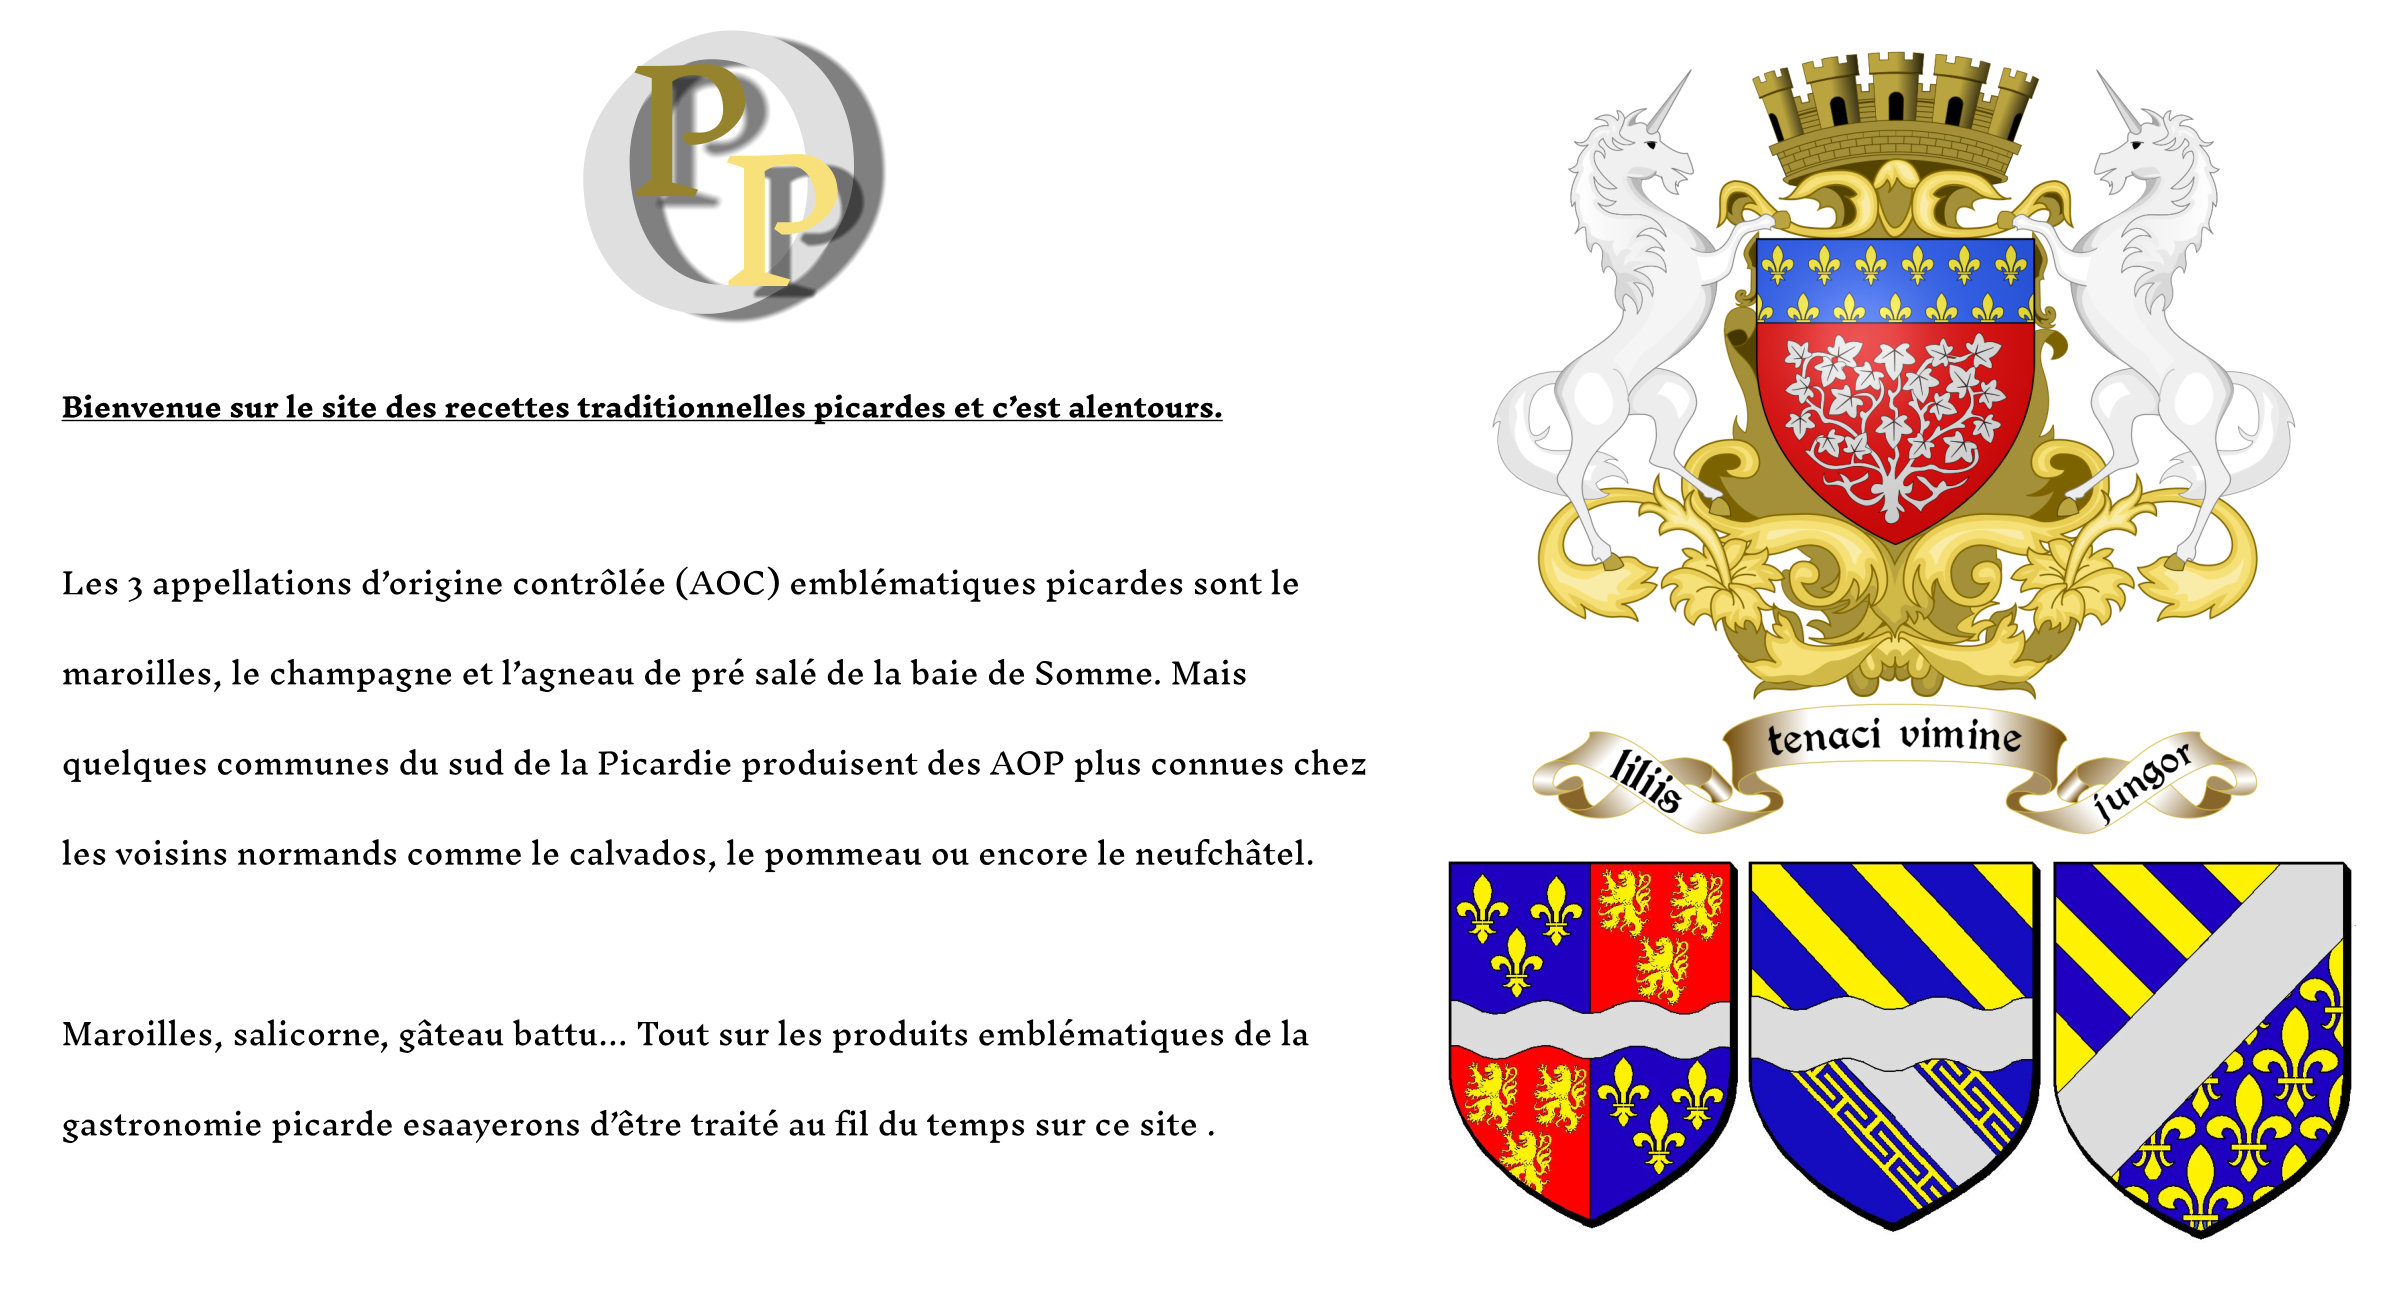 P
O
P
Bienvenue sur le site des recettes traditionnelles picardes et c’est alentours.
Les 3 appellations d’origine contrôlée (AOC) emblématiques picardes sont le
maroilles, le champagne et l’agneau de pré salé de la baie de Somme. Mais
quelques communes du sud de la Picardie produisent des AOP plus connues chez
les voisins normands comme le calvados, le pommeau ou encore le neufchâtel.
Maroilles, salicorne, gâteau battu… Tout sur les produits emblématiques de la
gastronomie picarde esaayerons d’être traité au fil du temps sur ce site .
liliis tenaci vimine jungor